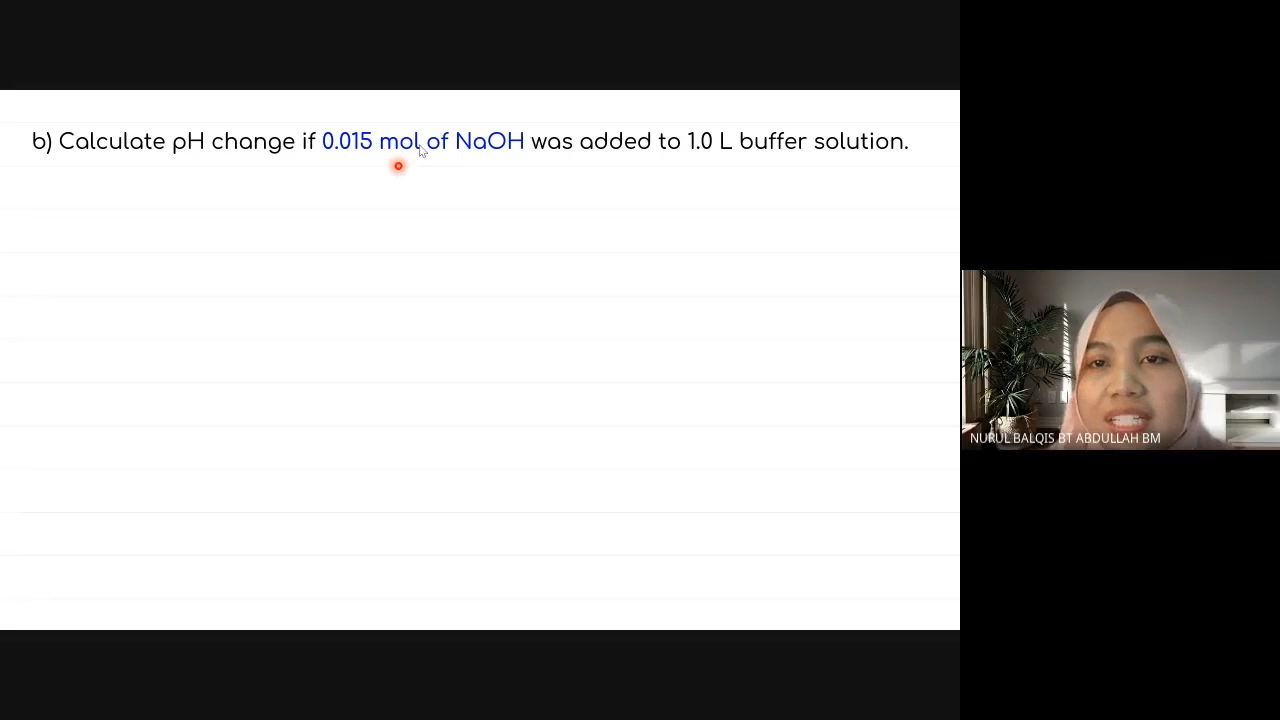 b) Calculate pH change if 0.015 mol of NaOH was added to 1.0 L buffer solution.
NURUL BALQIS BT ABDULLAH BM